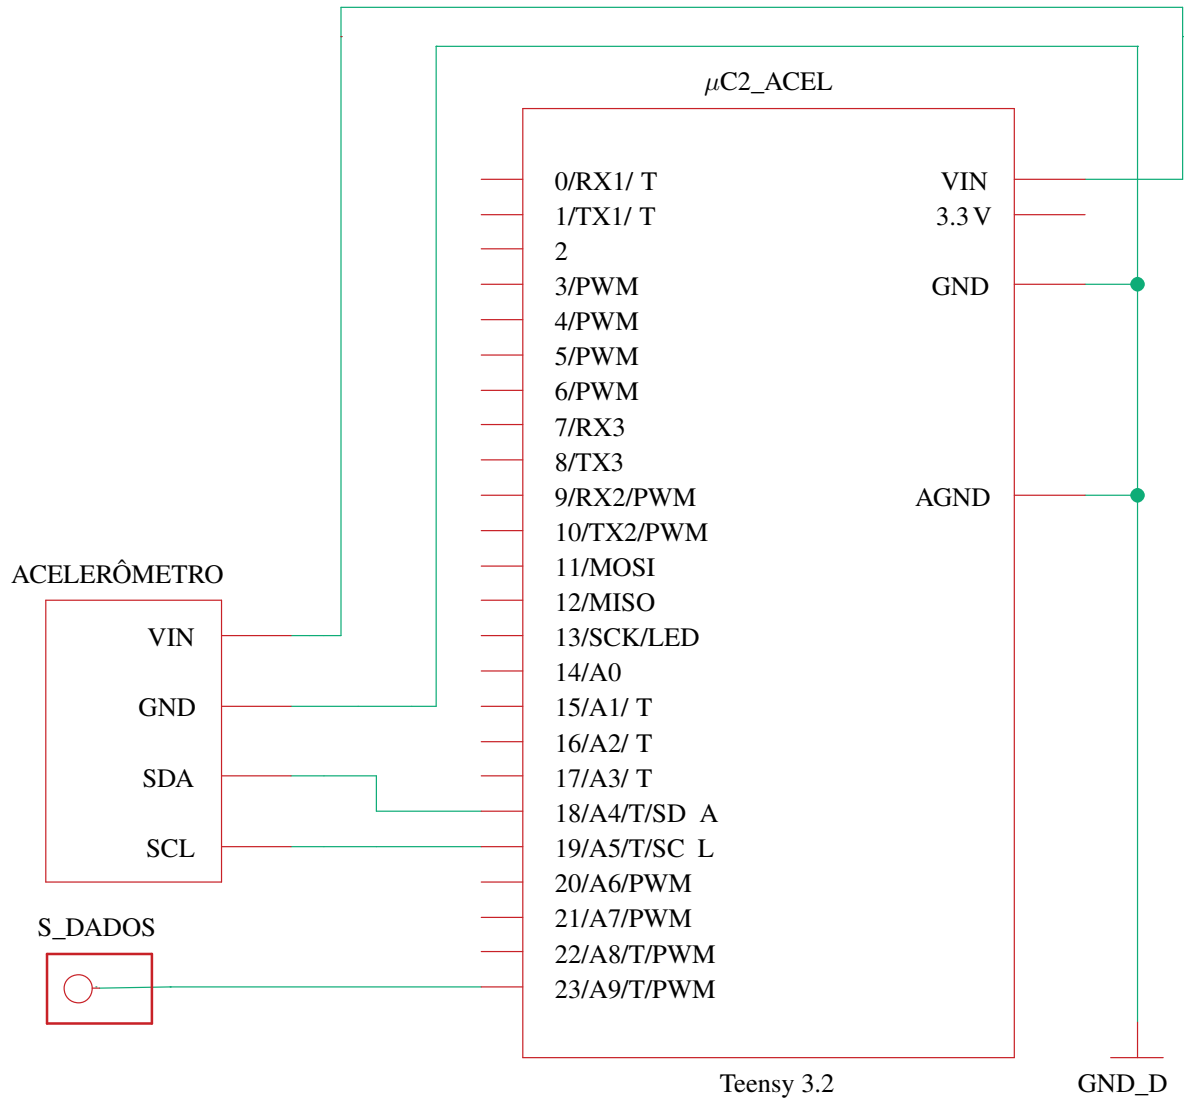 μC2_ACEL
0/RX1/ T
1/TX1/ T
2
3/PWM
4/PWM
5/PWM
6/PWM
7/RX3
8/TX3
9/RX2/PWM
10/TX2/PWM
11/MOSI
12/MISO
13/SCK/LED
14/A0
15/A1/ T
16/A2/ T
17/A3/ T
18/A4/T/SD A
19/A5/T/SC L
20/A6/PWM
21/A7/PWM
22/A8/T/PWM
23/A9/T/PWM
VIN
3.3 V
GND
AGND
ACELERÔMETRO
VIN
GND
SDA
SCL
S_DADOS
Teensy 3.2
GND_D